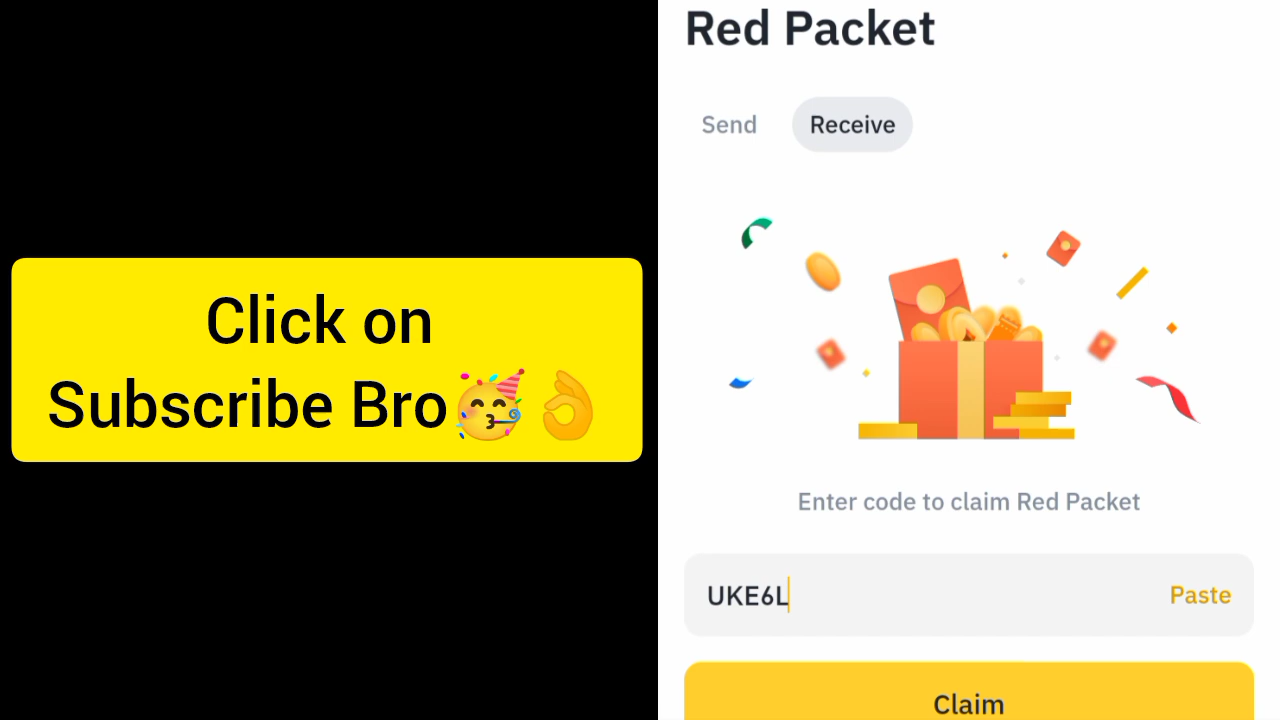 Click on
Subscribe Bro🥳👌
Red Packet
Send
Receive
Enter code to claim Red Packet
UKE6L
Paste
Claim